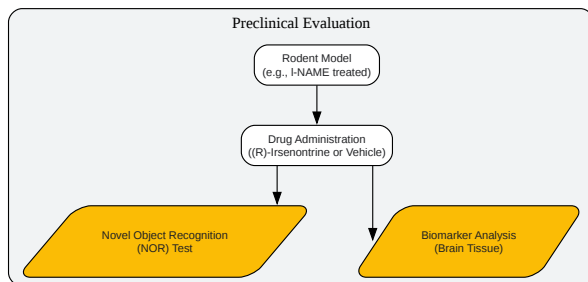 Preclinical Evaluation
Rodent Model
(e.g., l-NAME treated)
Drug Administration
((R)-Irsenontrine or Vehicle)
Novel Object Recognition
(NOR) Test
Biomarker Analysis
(Brain Tissue)